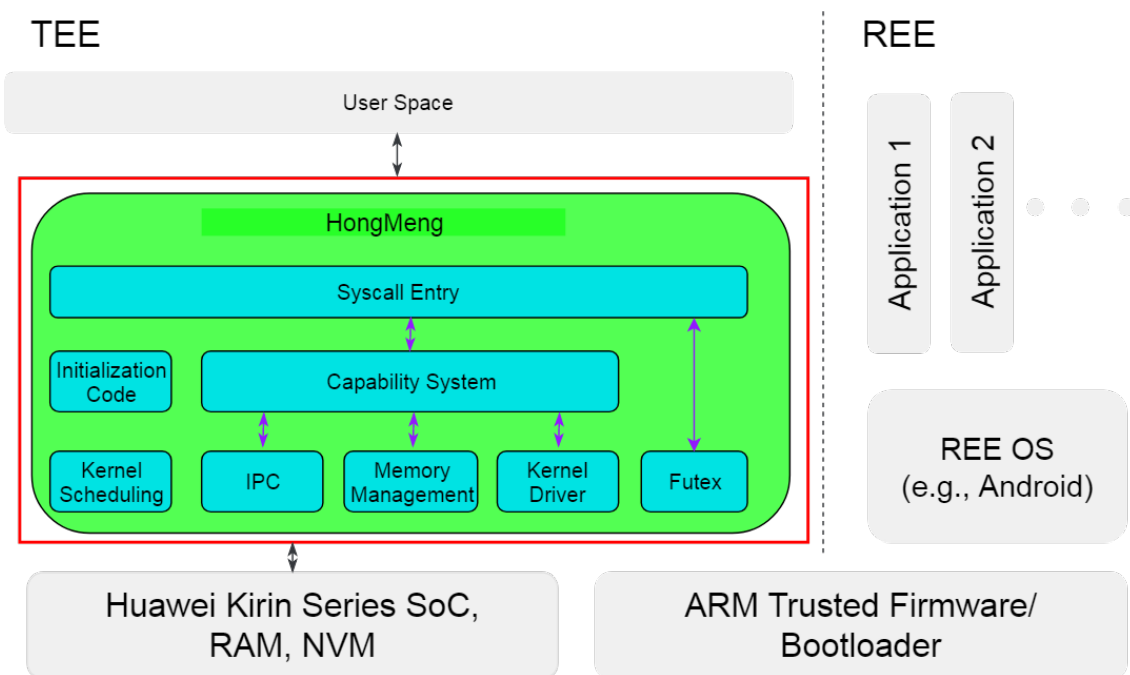 TEE
REE
User Space
HongMeng
Syscall Entry
Initialization
Code
Capability System
Kernel
Scheduling
IPC
Memory
Management
Kernel
Driver
Futex
Application 1
Application 2
REE OS
(e.g., Android)
Huawei Kirin Series SoC,
RAM, NVM
ARM Trusted Firmware/
Bootloader